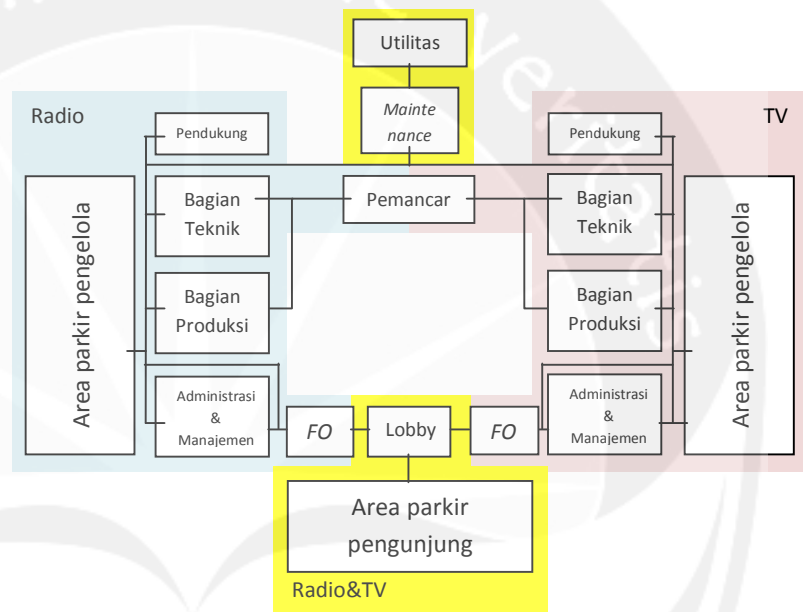 Utilitas
Radio
Mainte
nance
TV
Pendukung
Pendukung
Area parkir pengelola
Bagian
Teknik
Pemancar
Bagian
Teknik
Area parkir pengelola
Bagian
Produksi
Bagian
Produksi
Administrasi
&
Manajemen
FO
Lobby
FO
Administrasi
&
Manajemen
Area parkir
pengunjung
Radio&TV